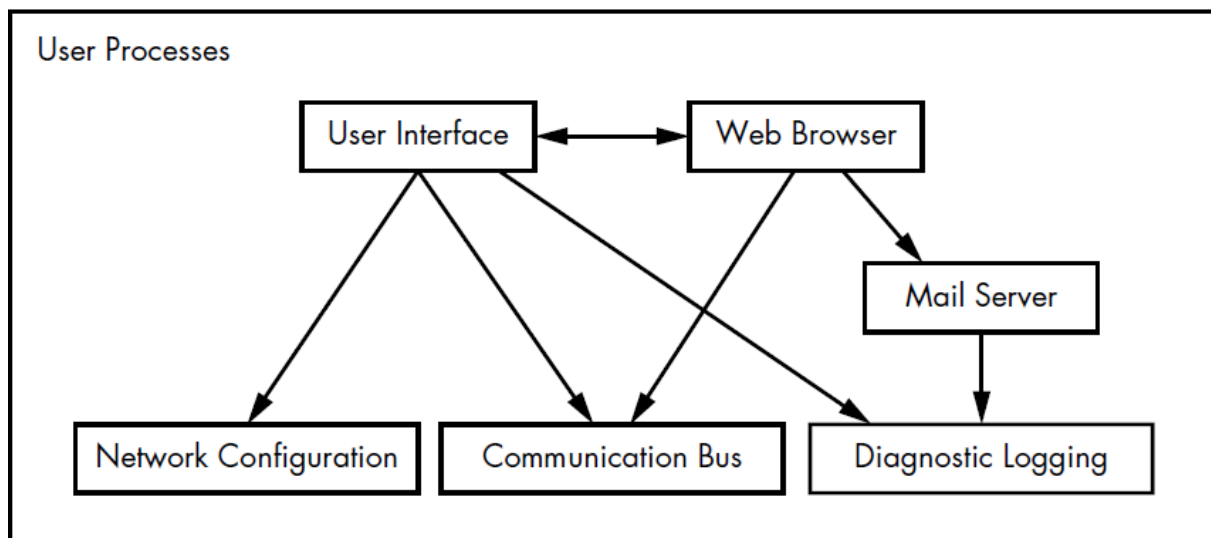 User Processes
User Interface
Web Browser
Mail Server
Network Configuration
Communication Bus
Diagnostic Logging